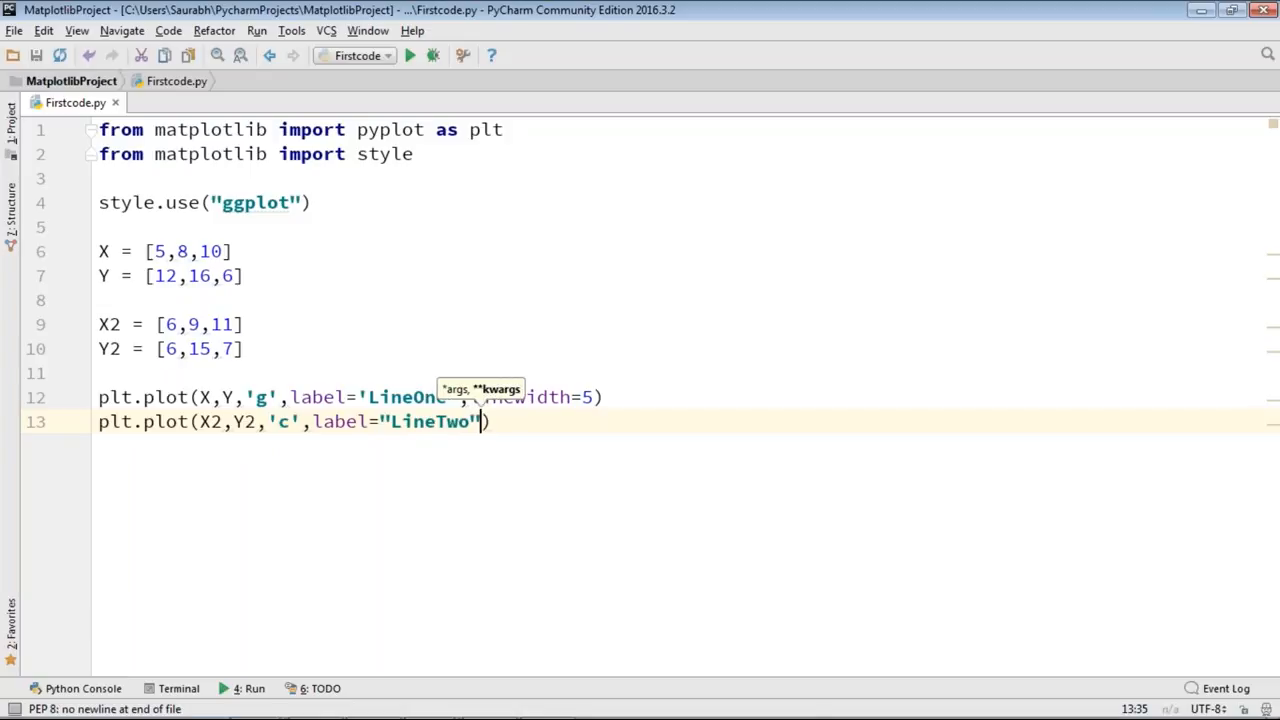 MatplotlibProject - [C:\Users\Saurabh\PycharmProjects\MatplotlibProject] - ...\Firstcode.py - PyCharm Community Edition 2016.3.2
File Edit View Navigate Code Refactor Run Tools VCS Window Help
Firstcode
MatplotlibProject Firstcode.py
Firstcode.py
1: Project
Z: Structure
2: Favorites
1 from matplotlib import pyplot as plt
2 from matplotlib import style
3
4 style.use("ggplot")
5
6 X = [5,8,10]
7 Y = [12,16,6]
8
9 X2 = [6,9,11]
10 Y2 = [6,15,7]
11
*args, **kwargs
12 plt.plot(X,Y,'g',label='LineOne',linewidth=5)
13 plt.plot(X2,Y2,'c',label="LineTwo")
Python Console Terminal 4: Run 6: TODO Event Log
PEP 8: no newline at end of file 13:35 n/a UTF-8